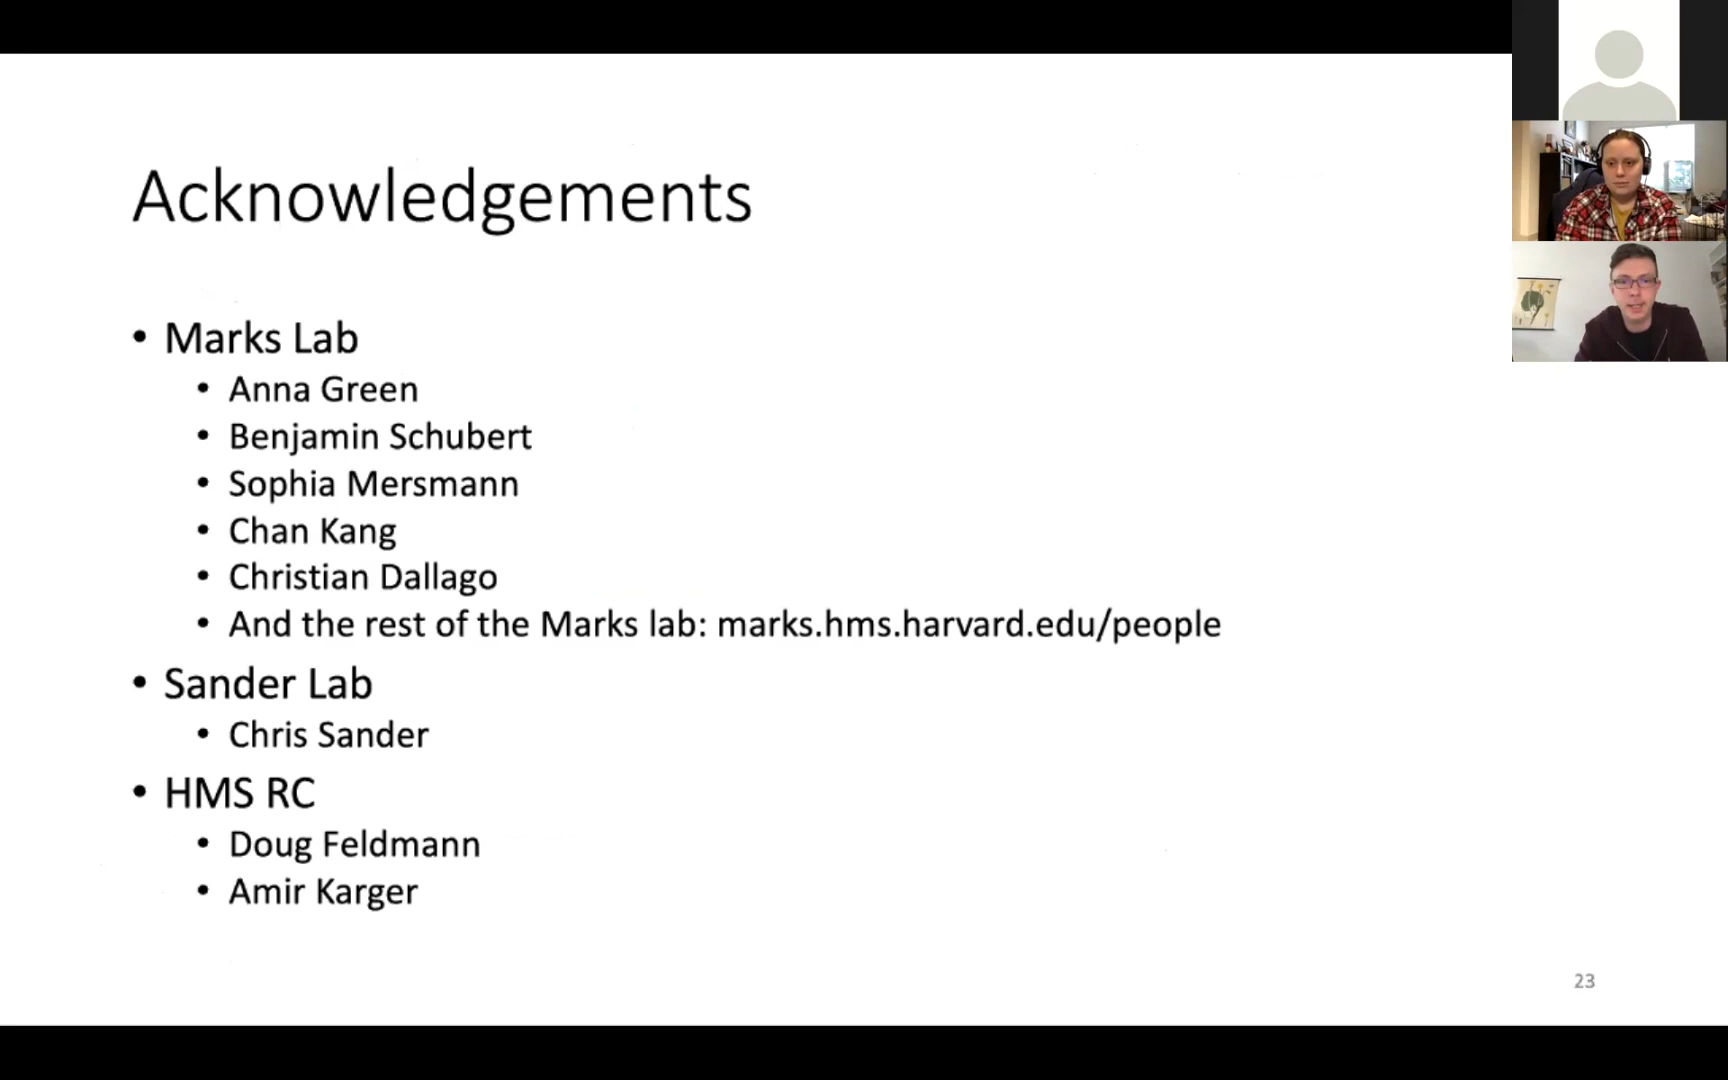 Acknowledgements
• Marks Lab
• Anna Green
• Benjamin Schubert
• Sophia Mersmann
• Chan Kang
• Christian Dallago
• And the rest of the Marks lab: marks.hms.harvard.edu/people
• Sander Lab
• Chris Sander
• HMS RC
• Doug Feldmann
• Amir Karger
23